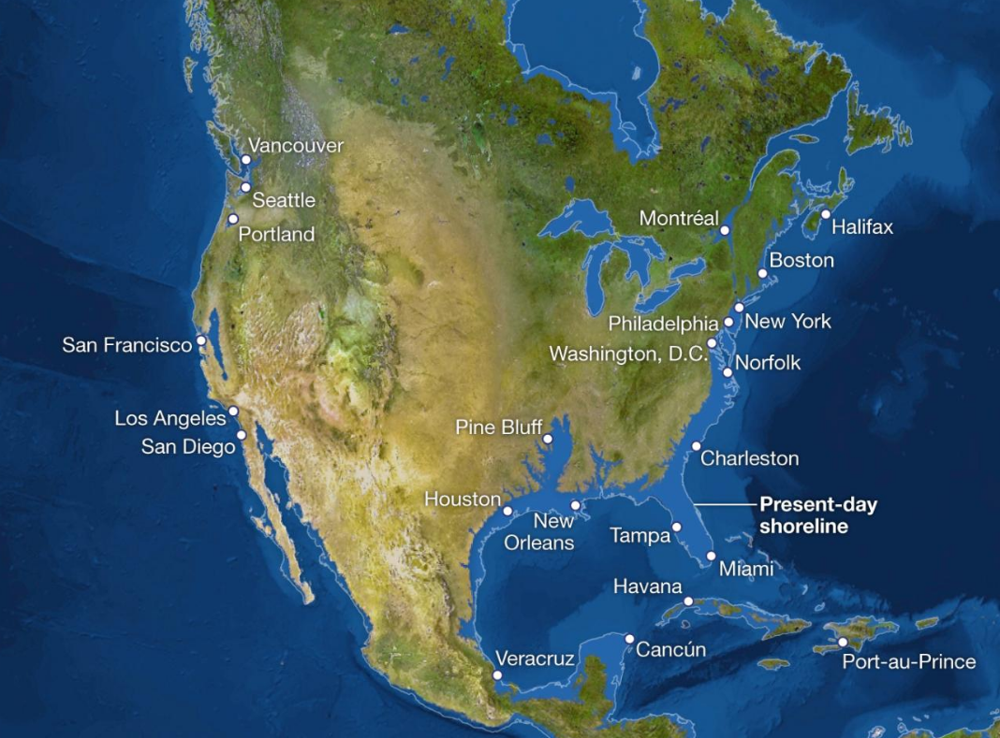 Vancouver
Seattle
Portland
Montréal
Halifax
Boston
Philadelphia
New York
San Francisco
Washington, D.C.
Norfolk
Los Angeles
San Diego
Pine Bluff
Charleston
Houston
New
Orleans
Present-day
shoreline
Tampa
Miami
Havana
Cancún
Veracruz
Port-au-Prince